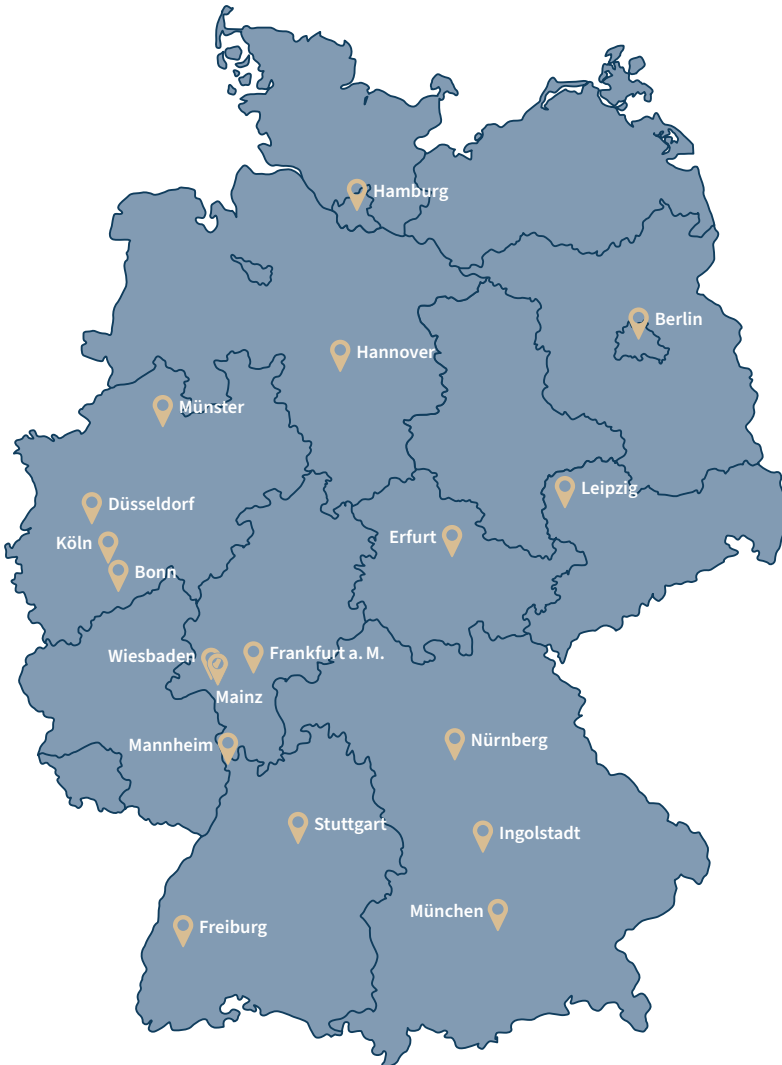 Hamburg
Berlin
Hannover
Münster
Leipzig
Düsseldorf
Erfurt
Köln
Bonn
Frankfurt a. M.
Wiesbaden
Mainz
Nürnberg
Mannheim
Stuttgart
Ingolstadt
München
Freiburg